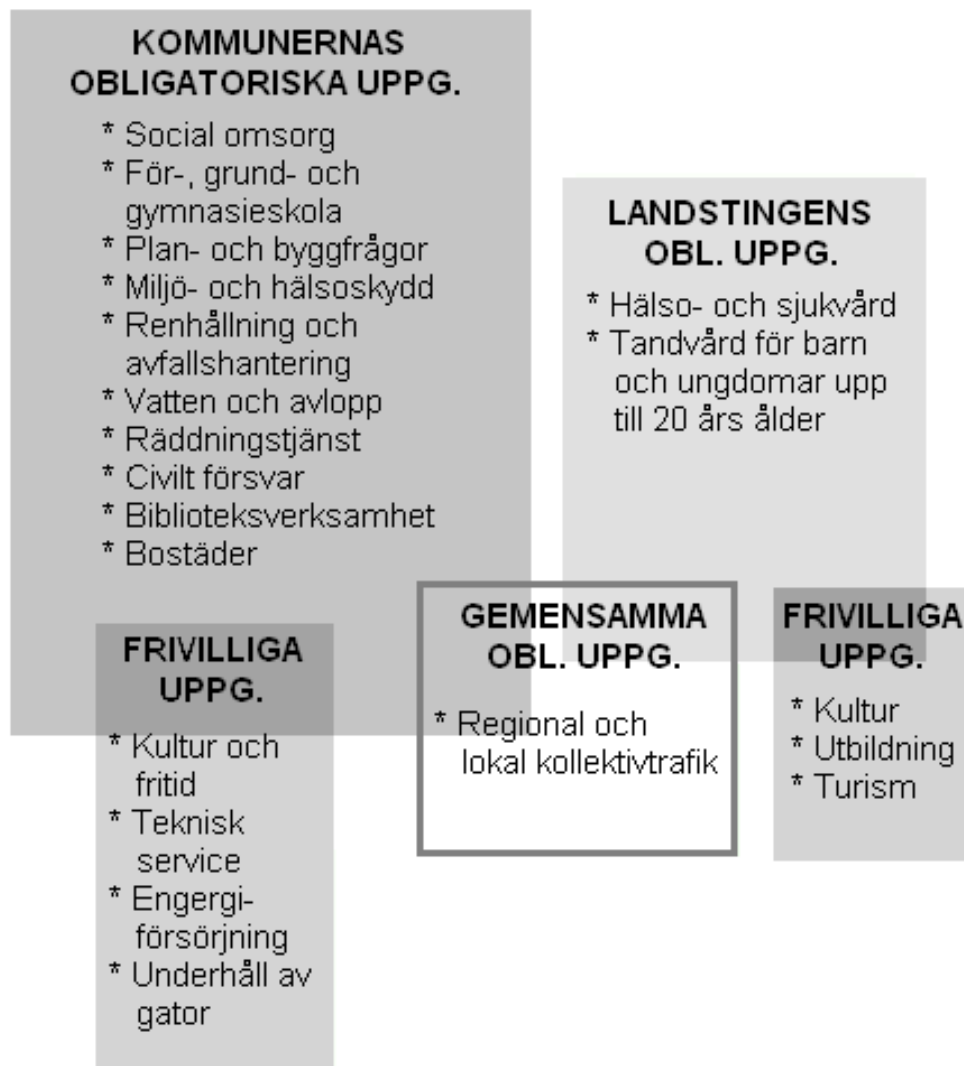 KOMMUNERNAS
OBLIGATORISKA UPPG.
* Social omsorg
* För-, grund- och
gymnasieskola
* Plan- och byggfrågor
* Miljö- och hälsoskydd
* Renhållning och
avfallshantering
* Vatten och avlopp
* Räddningstjänst
* Civilt försvar
* Biblioteksverksamhet
* Bostäder
FRIVILLIGA
UPPG.
* Kultur och
fritid
* Teknisk
service
* Engergi-
försörjning
* Underhåll av
gator
LANDSTINGENS
OBL. UPPG.
* Hälso- och sjukvård
* Tandvård för barn
och ungdomar upp
till 20 års ålder
GEMENSAMMA
OBL. UPPG.
* Regional och
lokal kollektivtrafik
FRIVILLIGA
UPPG.
* Kultur
* Utbildning
* Turism